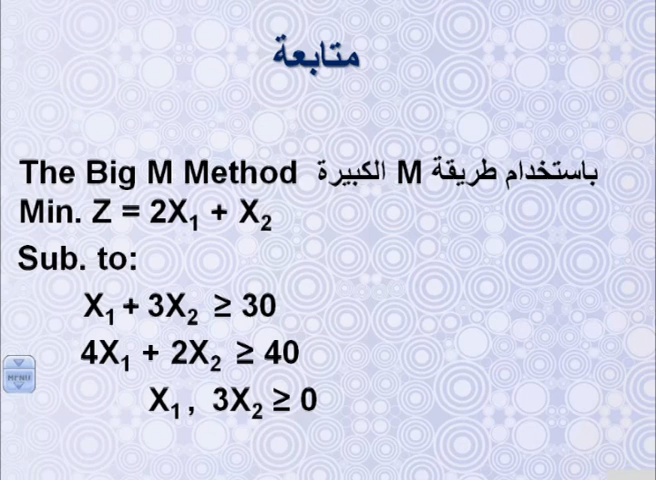 متابعة
The Big M Method باستخدام طريقة M الكبيرة
Min. Z = 2X₁ + X₂
Sub. to:
X₁ + 3X₂ ≥ 30
4X₁ + 2X₂ ≥ 40
X₁ , 3X₂ ≥ 0
MENU